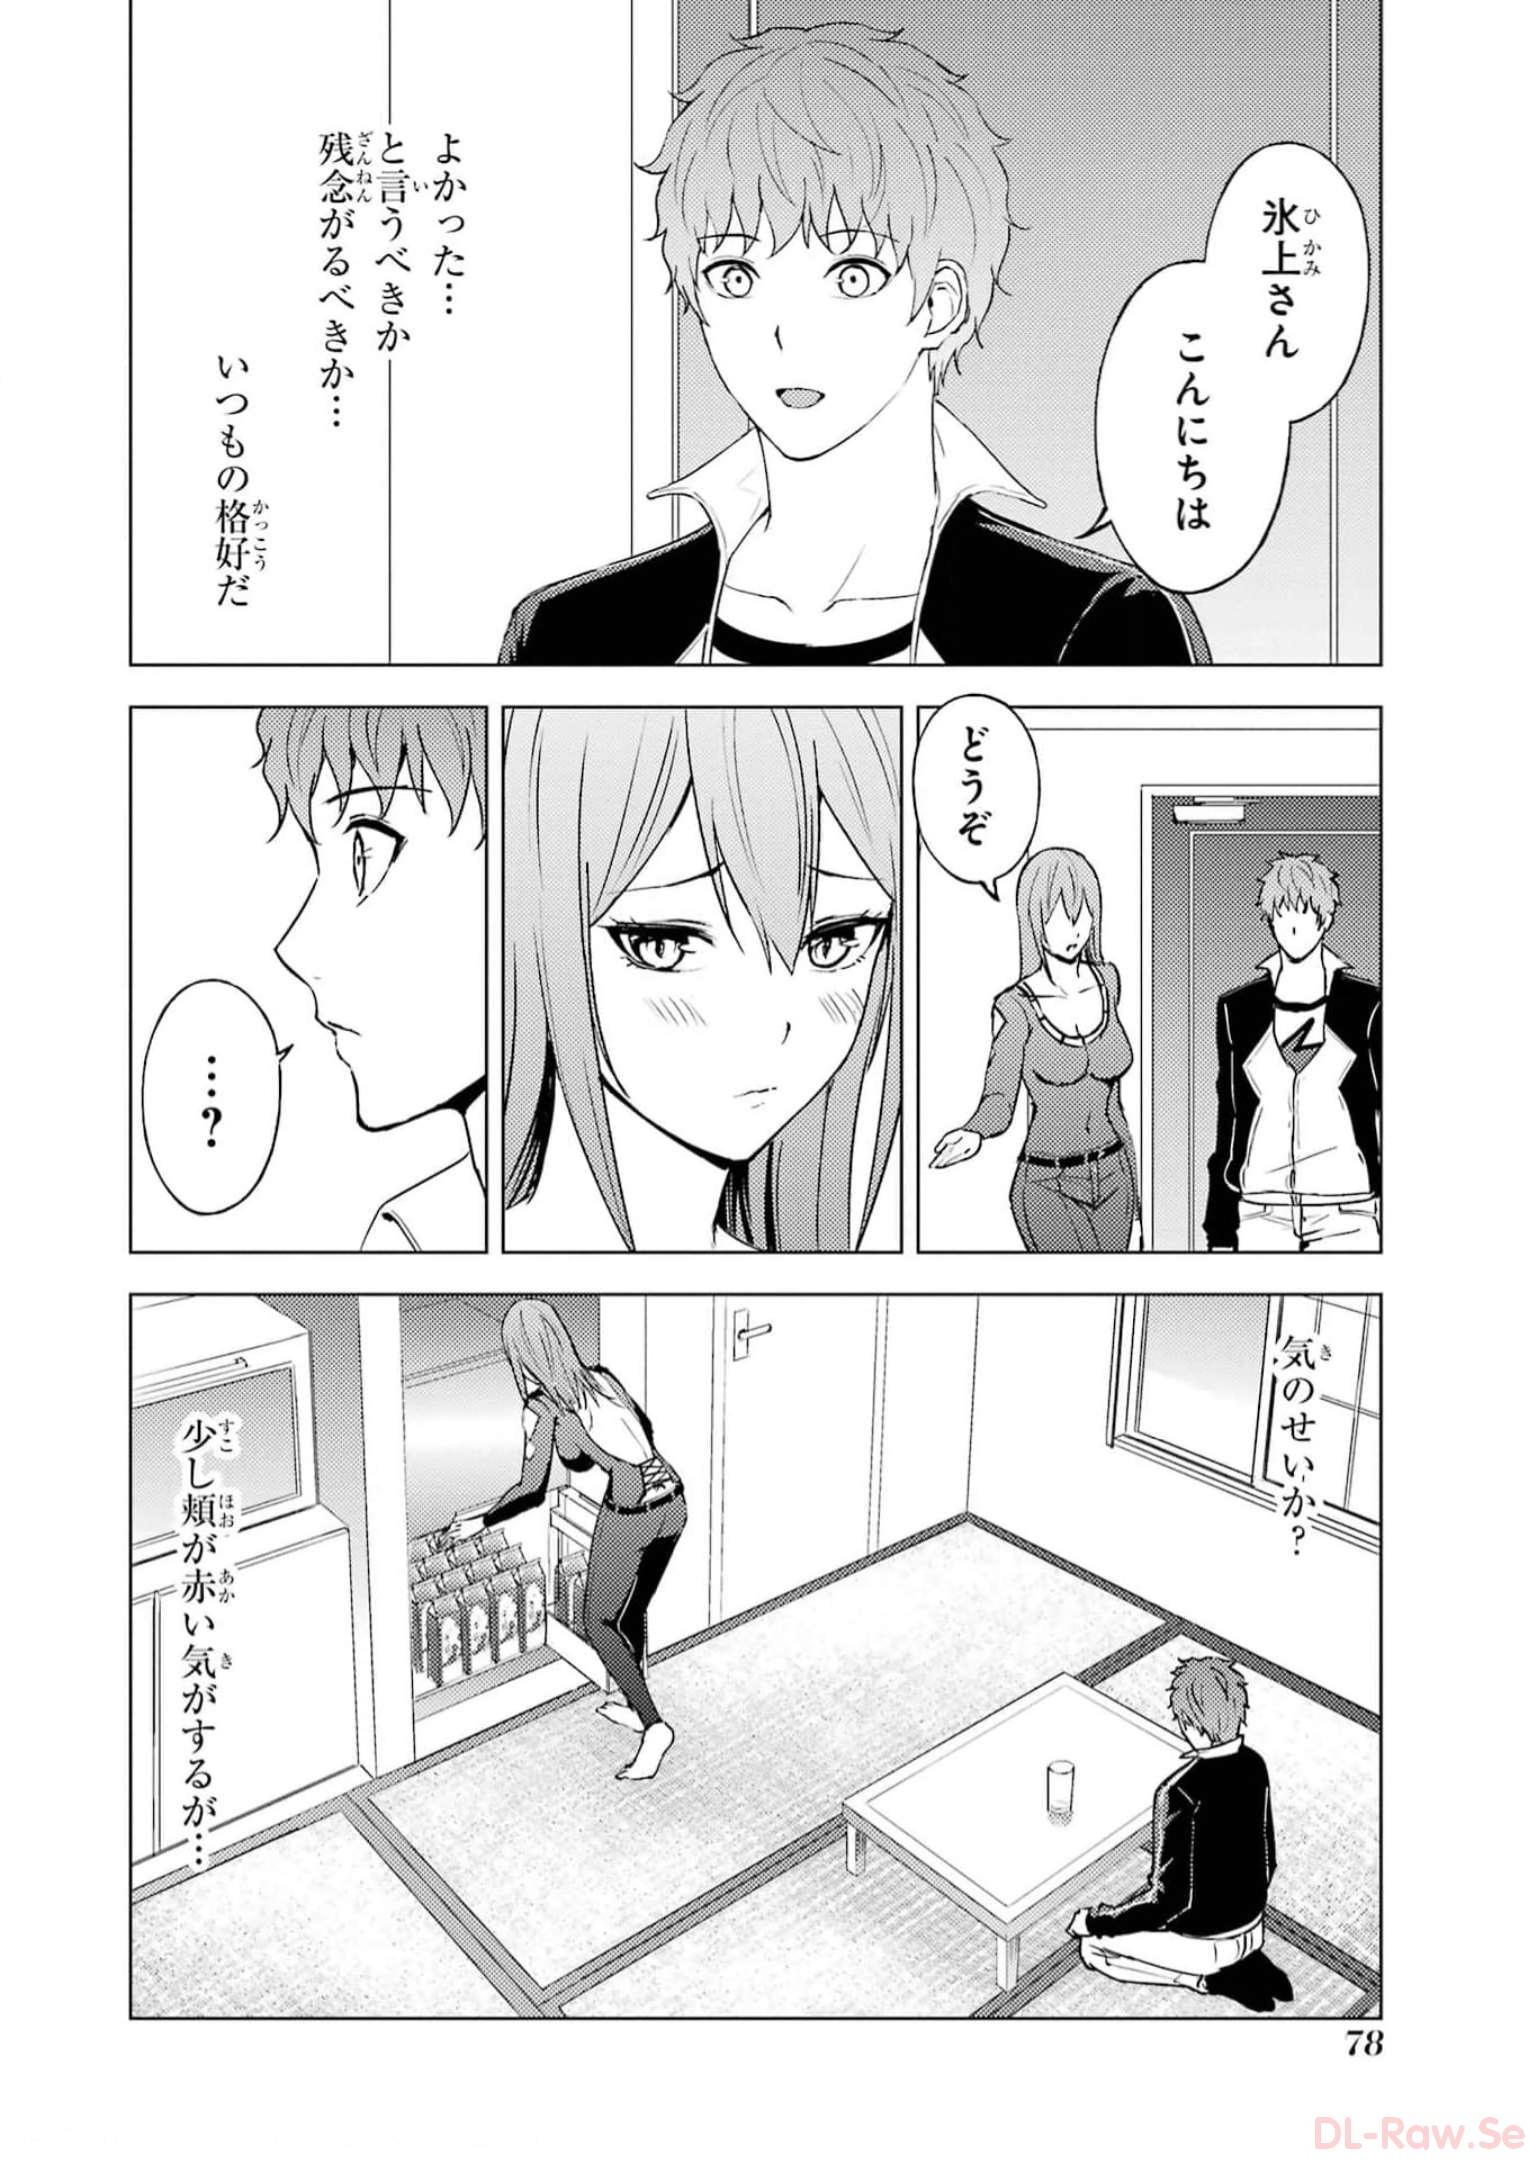 氷上さん
こんにちは
よかった…
と言うべきか
残念がるべきか…
いつもの格好だ
どうぞ
…?
気のせいか?
少し頬が赤い気がするが…
78
DL-Raw.Se